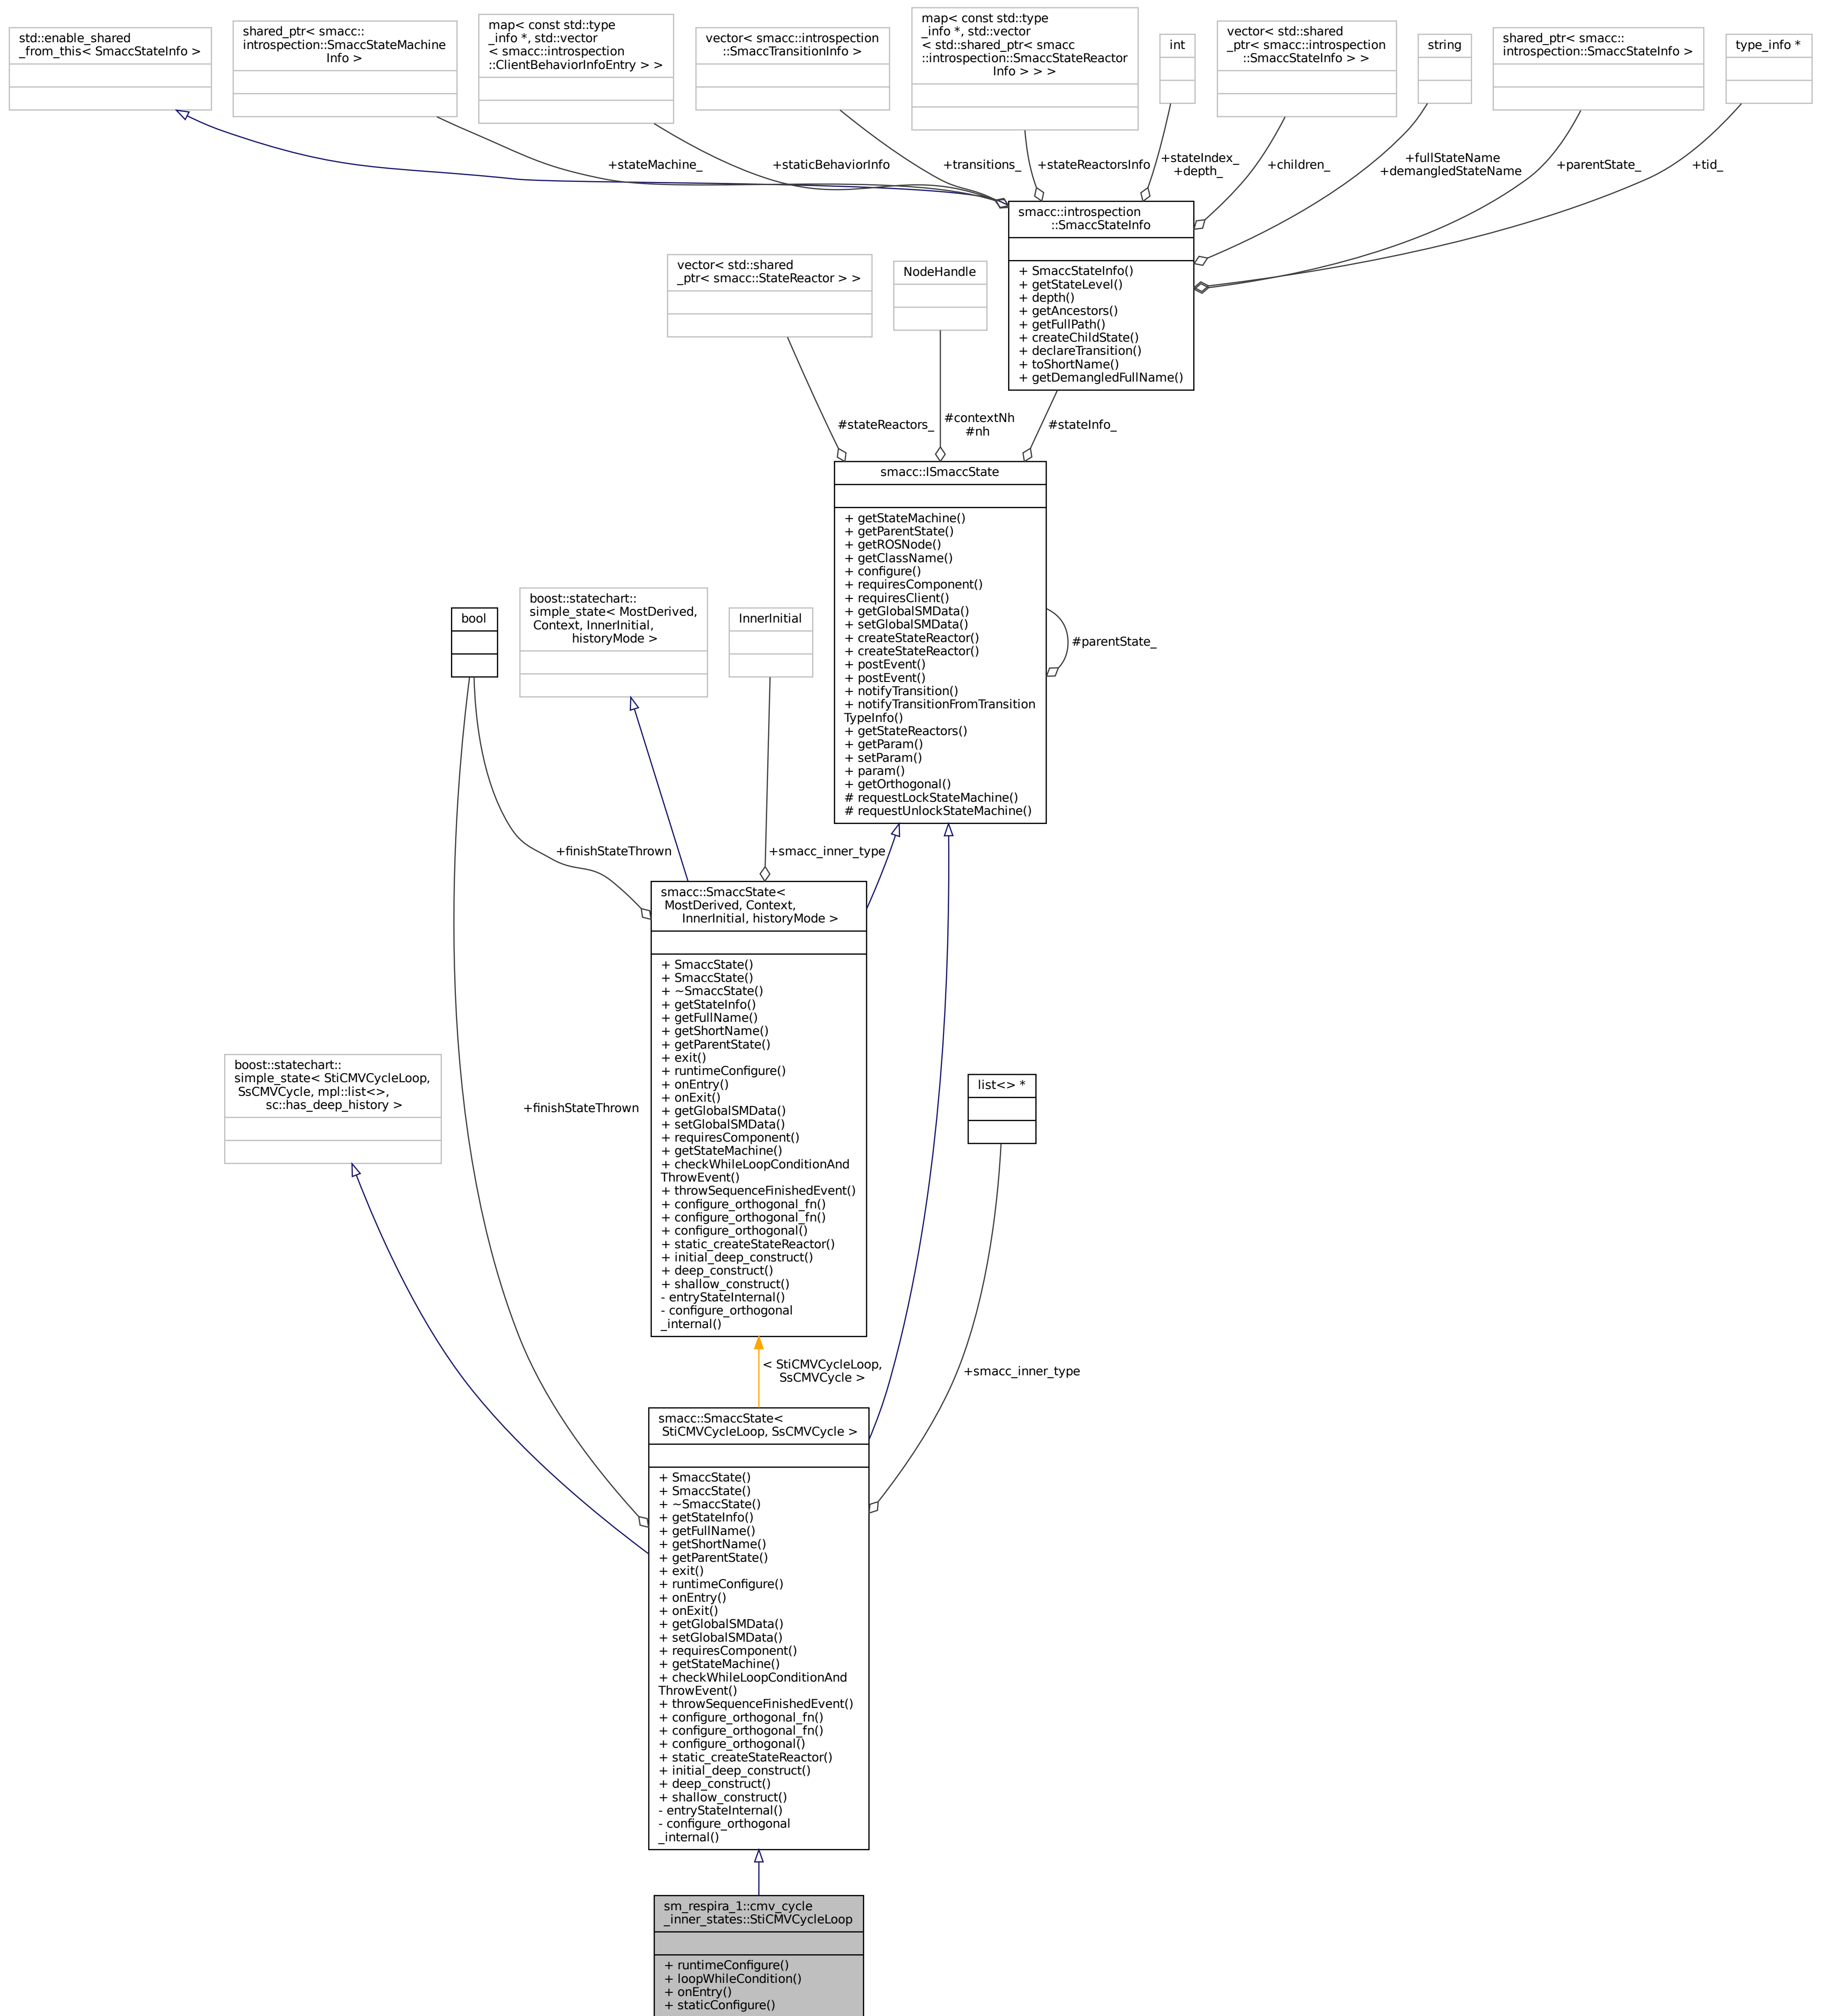 std::enable_shared
_from_this< SmaccStateInfo >
shared_ptr< smacc::
introspection::SmaccStateMachine
Info >
map< const std::type
_info *, std::vector
< smacc::introspection
::ClientBehaviorInfoEntry > >
vector< smacc::introspection
::SmaccTransitionInfo >
map< const std::type
_info *, std::vector
< std::shared_ptr< smacc
::introspection::SmaccStateReactor
Info > > >
int
vector< std::shared
_ptr< smacc::introspection
::SmaccStateInfo > >
string
shared_ptr< smacc::
introspection::SmaccStateInfo >
type_info *
+stateMachine_
+staticBehaviorInfo
+transitions_
+stateReactorsInfo
+stateIndex_
+depth_
+children_
+fullStateName
+demangledStateName
+parentState_
+tid_
smacc::introspection
::SmaccStateInfo
+ SmaccStateInfo()
+ getStateLevel()
+ depth()
+ getAncestors()
+ getFullPath()
+ createChildState()
+ declareTransition()
+ toShortName()
+ getDemangledFullName()
vector< std::shared
_ptr< smacc::StateReactor > >
NodeHandle
#stateReactors_
#contextNh
#nh
#stateInfo_
smacc::ISmaccState
+ getStateMachine()
+ getParentState()
+ getROSNode()
+ getClassName()
+ configure()
+ requiresComponent()
+ requiresClient()
+ getGlobalSMData()
+ setGlobalSMData()
+ createStateReactor()
+ createStateReactor()
+ postEvent()
+ postEvent()
+ notifyTransition()
+ notifyTransitionFromTransition
TypeInfo()
+ getStateReactors()
+ getParam()
+ setParam()
+ param()
+ getOrthogonal()
# requestLockStateMachine()
# requestUnlockStateMachine()
#parentState_
bool
boost::statechart::
simple_state< MostDerived,
Context, InnerInitial,
historyMode >
InnerInitial
+finishStateThrown
+smacc_inner_type
smacc::SmaccState<
MostDerived, Context,
InnerInitial, historyMode >
+ SmaccState()
+ SmaccState()
+ ~SmaccState()
+ getStateInfo()
+ getFullName()
+ getShortName()
+ getParentState()
+ exit()
+ runtimeConfigure()
+ onEntry()
+ onExit()
+ getGlobalSMData()
+ setGlobalSMData()
+ requiresComponent()
+ getStateMachine()
+ checkWhileLoopConditionAnd
ThrowEvent()
+ throwSequenceFinishedEvent()
+ configure_orthogonal_fn()
+ configure_orthogonal_fn()
+ configure_orthogonal()
+ static_createStateReactor()
+ initial_deep_construct()
+ deep_construct()
+ shallow_construct()
- entryStateInternal()
- configure_orthogonal
_internal()
boost::statechart::
simple_state< StiCMVCycleLoop,
SsCMVCycle, mpl::list<>,
sc::has_deep_history >
+finishStateThrown
list<> *
< StiCMVCycleLoop,
SsCMVCycle >
+smacc_inner_type
smacc::SmaccState<
StiCMVCycleLoop, SsCMVCycle >
+ SmaccState()
+ SmaccState()
+ ~SmaccState()
+ getStateInfo()
+ getFullName()
+ getShortName()
+ getParentState()
+ exit()
+ runtimeConfigure()
+ onEntry()
+ onExit()
+ getGlobalSMData()
+ setGlobalSMData()
+ requiresComponent()
+ getStateMachine()
+ checkWhileLoopConditionAnd
ThrowEvent()
+ throwSequenceFinishedEvent()
+ configure_orthogonal_fn()
+ configure_orthogonal_fn()
+ configure_orthogonal()
+ static_createStateReactor()
+ initial_deep_construct()
+ deep_construct()
+ shallow_construct()
- entryStateInternal()
- configure_orthogonal
_internal()
sm_respira_1::cmv_cycle
_inner_states::StiCMVCycleLoop
+ runtimeConfigure()
+ loopWhileCondition()
+ onEntry()
+ staticConfigure()